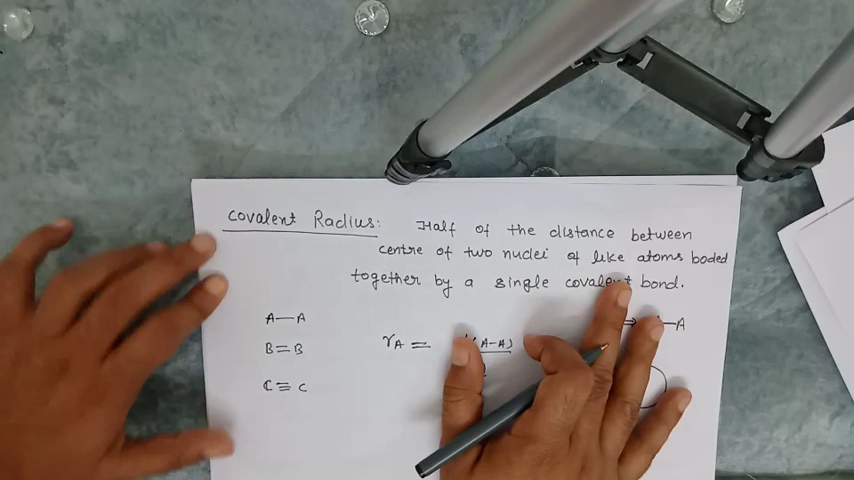 Covalent Radius: Half of the distance between
centre of two nuclei of like atoms boded
together by a single covalent bond.
A—A
⇒ —A
B=B
rA = (A-A)
C≡C